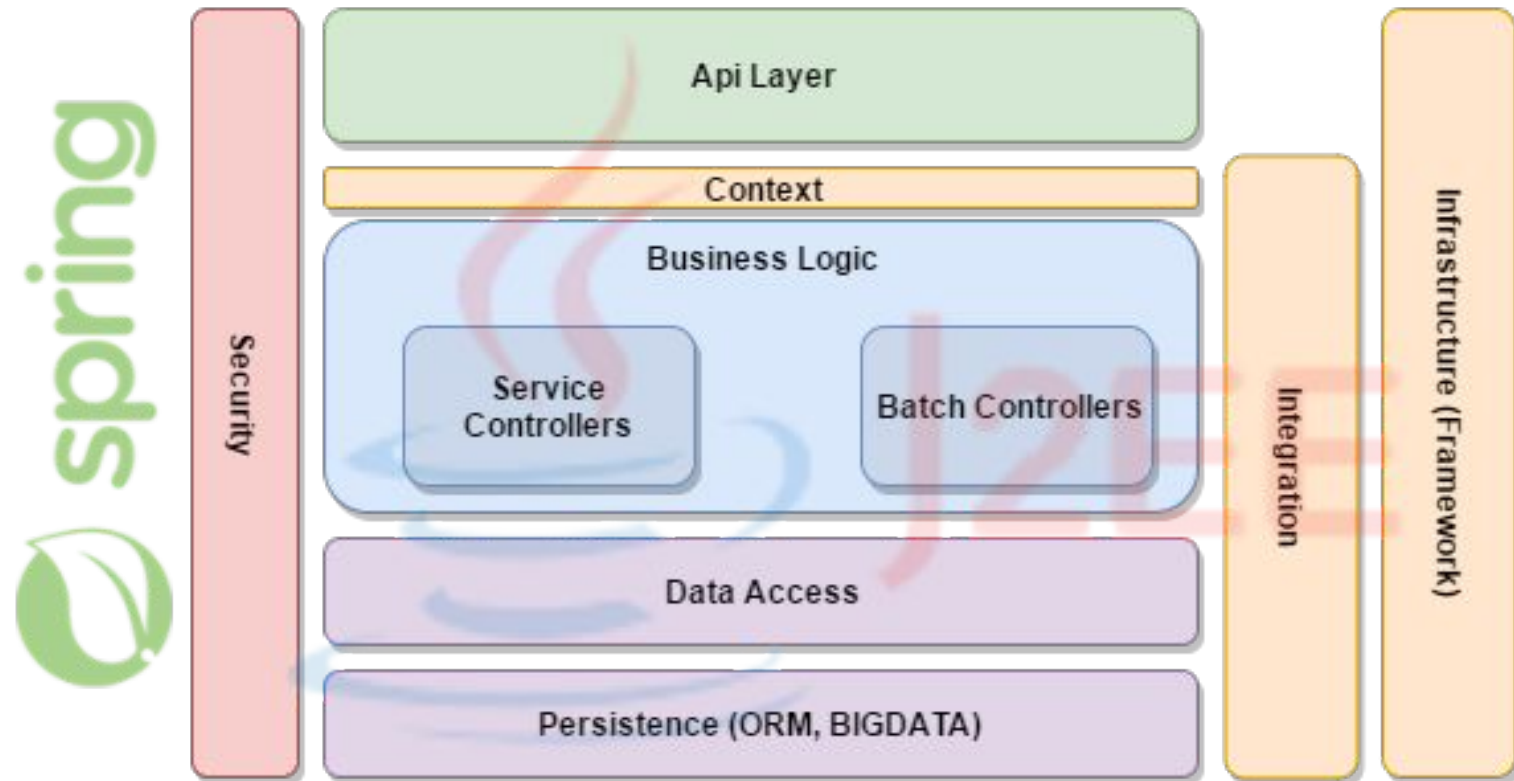 spring
Security
Api Layer
Context
Business Logic
Service
Controllers
Batch Controllers
Data Access
Persistence (ORM, BIGDATA)
Integration
Infrastructure (Framework)
J2EE